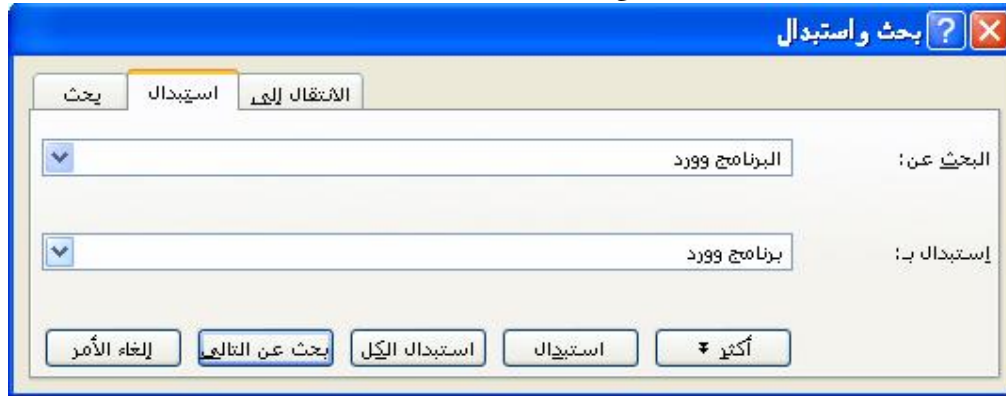 بحث واستبدال
بحث استبدال الانتقال إلى
البحث عن: البرنامج وورد
إستبدال بـ: برنامج وورد
أكثر استبدال استبدال الكل بحث عن التالي إلغاء الأمر